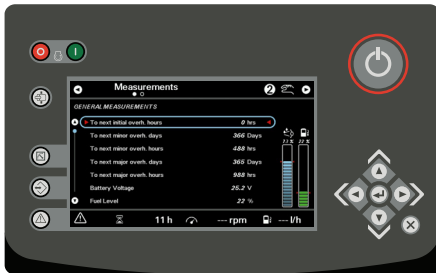 Measurements
2
GENERAL MEASUREMENTS
To next initial overh. hours 0 hrs
To next minor overh. days 366 Days
To next minor overh. hours 488 hrs
To next major overh. days 365 Days
To next major overh. hours 988 hrs
Battery Voltage 25.2 V
Fuel Level 22 %
73 % 22 %
11 h --- rpm --- l/h